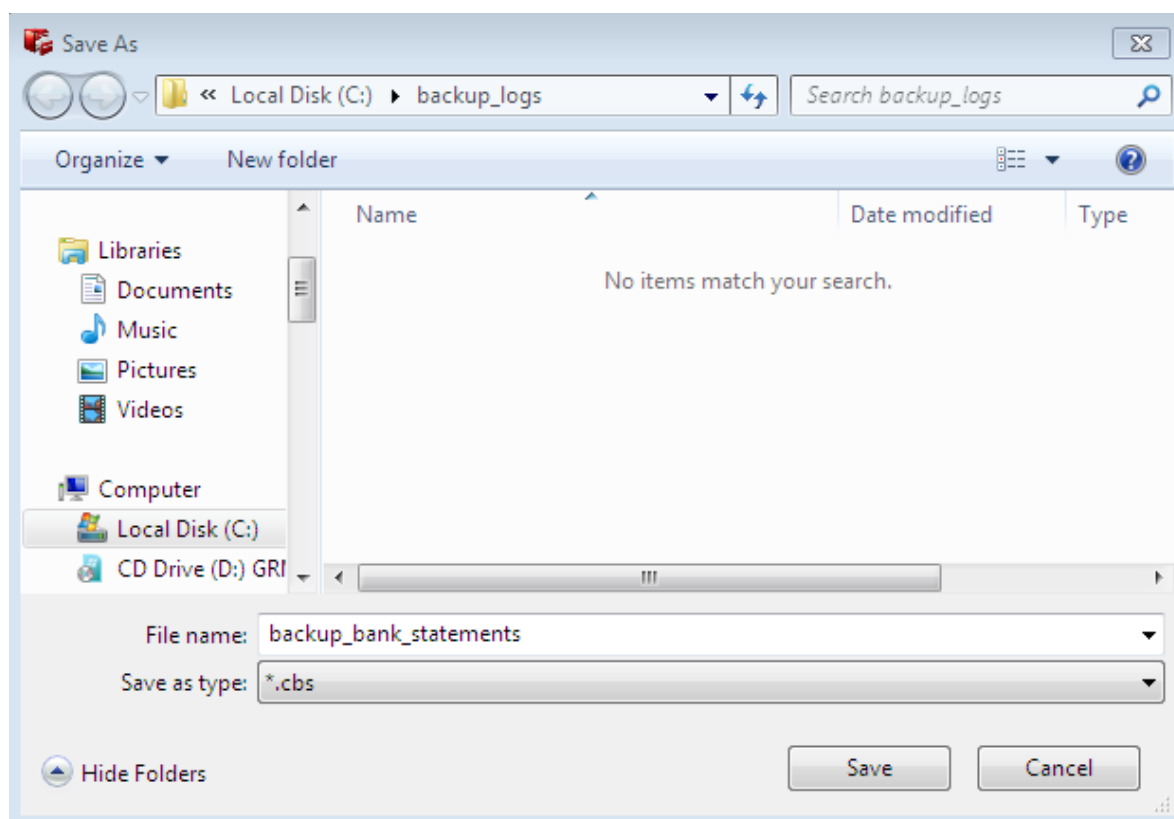 Save As
« Local Disk (C:) backup_logs Search backup_logs
Organize New folder
Name Date modified Type
Libraries
No items match your search.
Documents
Music
Pictures
Videos
Computer
Local Disk (C:)
CD Drive (D:)
File name: backup_bank_statements
Save as type: *.cbs
Hide Folders Save Cancel